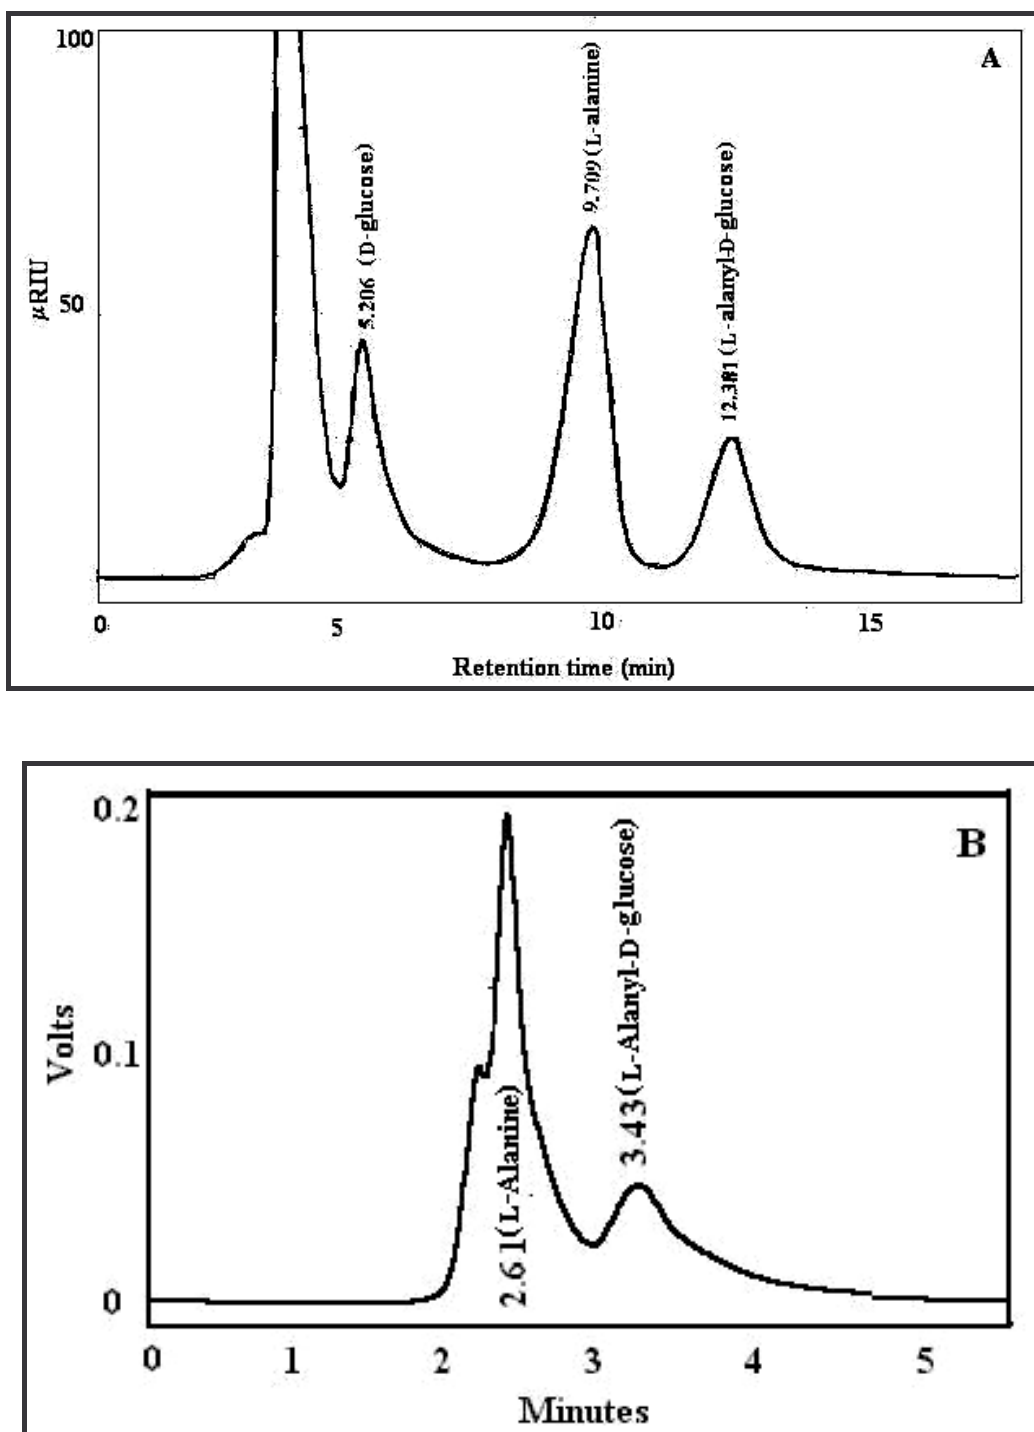 A
100
50
µRIU
5.206 (D-glucose)
9.709 (L-alanine)
12.381 (L-alanyl-D-glucose)
0 5 10 15
Retention time (min)
B
0.2
0.1
0
Volts
2.61 (L-Alanine)
3.43 (L-Alanyl-D-glucose)
0 1 2 3 4 5
Minutes